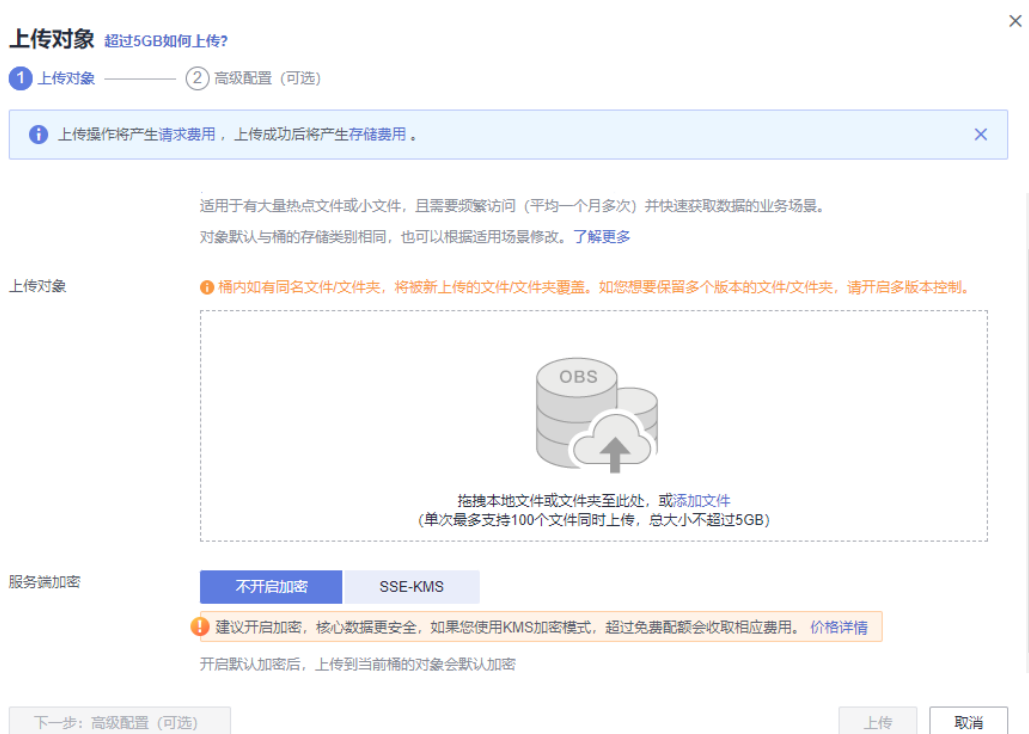 上传对象 超过5GB如何上传?
1 上传对象 2 高级配置（可选）
上传操作将产生请求费用，上传成功后将产生存储费用。
适用于有大量热点文件或小文件，且需要频繁访问（平均一个月多次）并快速获取数据的业务场景。
对象默认与桶的存储类别相同，也可以根据适用场景修改。了解更多
上传对象 桶内如有同名文件/文件夹，将被新上传的文件/文件夹覆盖。如您想要保留多个版本的文件/文件夹，请开启多版本控制。
OBS
拖拽本地文件或文件夹至此处，或添加文件
（单次最多支持100个文件同时上传，总大小不超过5GB）
服务端加密 不开启加密 SSE-KMS
建议开启加密，核心数据更安全，如果您使用KMS加密模式，超过免费配额会收取相应费用。 价格详情
开启默认加密后，上传到当前桶的对象会默认加密
下一步：高级配置（可选） 上传 取消